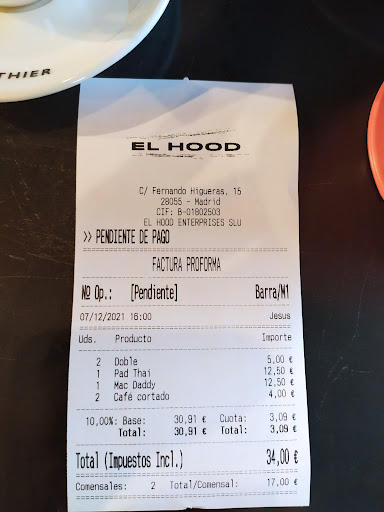 THIER
EL HOOD
C/ Fernando Higueras, 15
28055 - Madrid
CIF: B-01802503
EL HOOD ENTERPRISES SLU
>> PENDIENTE DE PAGO
FACTURA PROFORMA
Nº Op.: [Pendiente] Barra/M1
07/12/2021 16:00 Jesus
Uds. Producto Importe
2 Doble 5,00 €
1 Pad Thai 12,50 €
1 Mac Daddy 12,50 €
2 Café cortado 4,00 €
10,00%: Base: 30,91 € Cuota: 3,09 €
Total: 30,91 € Total: 3,09 €
Total (Impuestos Incl.) 34,00 €
Comensales: 2 Total/Comensal: 17,00 €